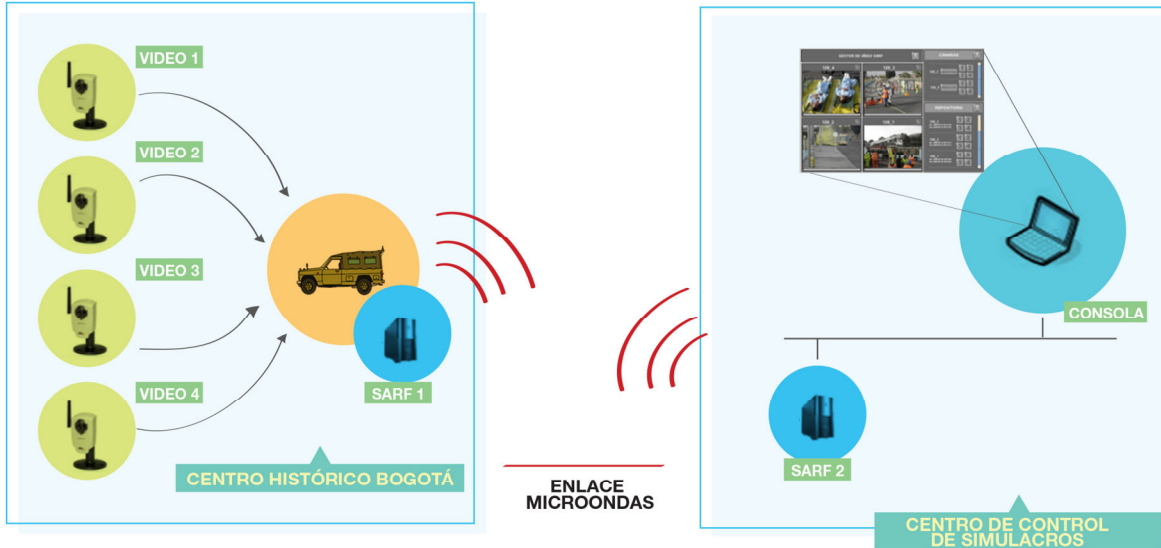 VIDEO 1
VIDEO 2
VIDEO 3
VIDEO 4
SARF 1
CENTRO HISTÓRICO BOGOTÁ
ENLACE
MICROONDAS
CONSOLA
SARF 2
CENTRO DE CONTROL
DE SIMULACROS